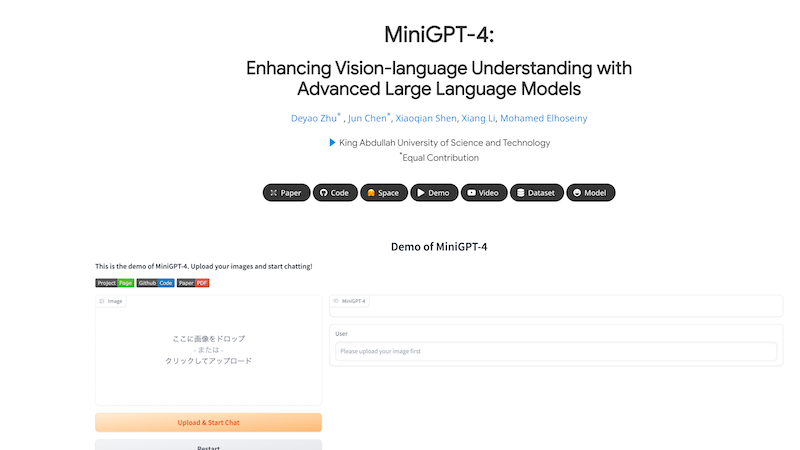 MiniGPT-4:
Enhancing Vision-language Understanding with
Advanced Large Language Models
Deyao Zhu* , Jun Chen*, Xiaoqian Shen, Xiang Li, Mohamed Elhoseiny
King Abdullah University of Science and Technology
*Equal Contribution
Paper Code Space Demo Video Dataset Model
Demo of MiniGPT-4
This is the demo of MiniGPT-4. Upload your images and start chatting!
Project Page Github Code Paper PDF
Image
ここに画像をドロップ
- または -
クリックしてアップロード
Upload & Start Chat
Restart
MiniGPT-4
User
Please upload your image first